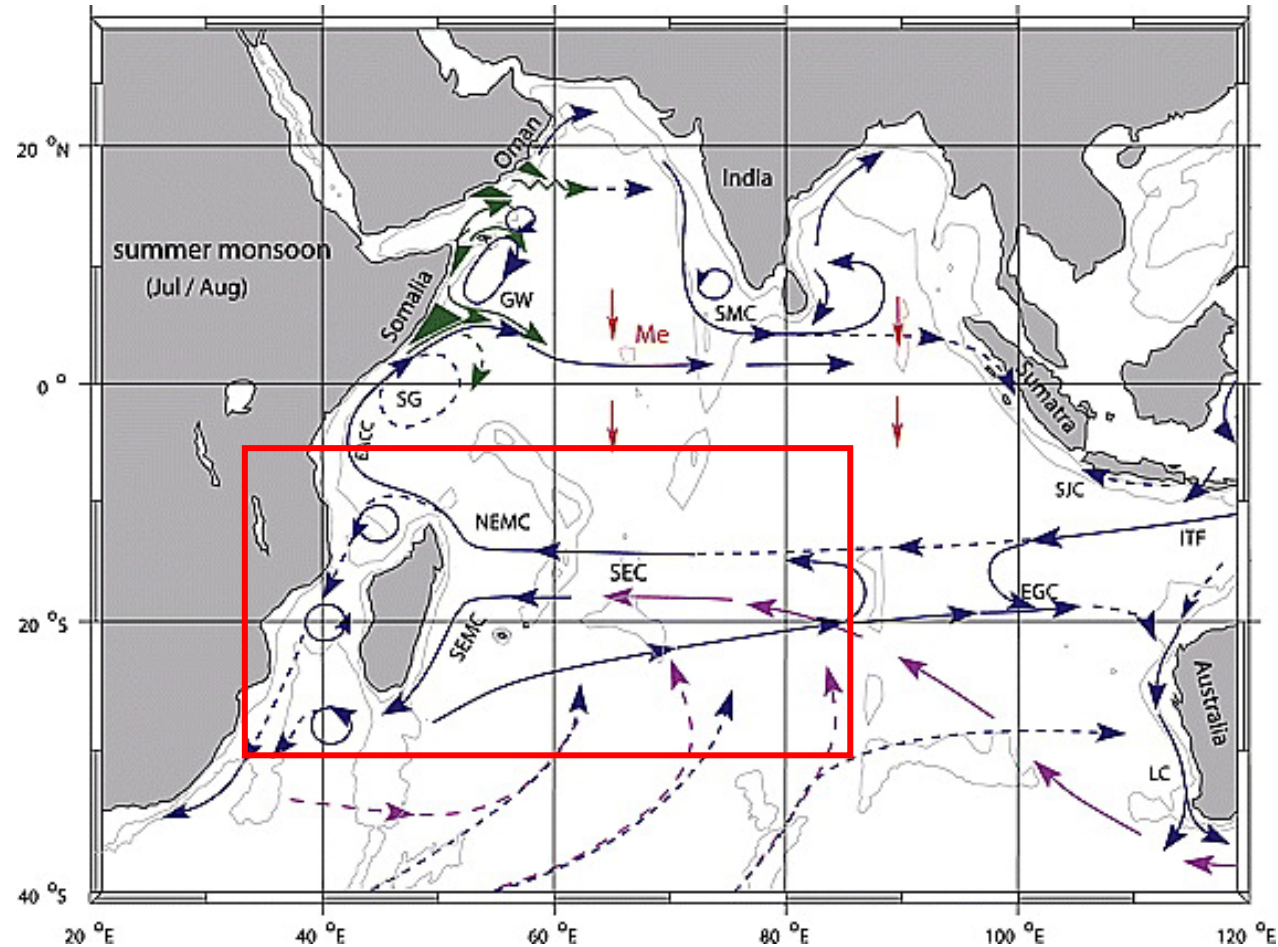 20 °N
Oman
India
summer monsoon
(Jul / Aug)
Somalia
GW
SMC
Me
0 °
SG
Sumatra
EACC
SJC
NEMC
ITF
SEC
EGC
20 °S
SEMC
Australia
LC
40 °S
20 °E
40 °E
60 °E
80 °E
100 °E
120 °E